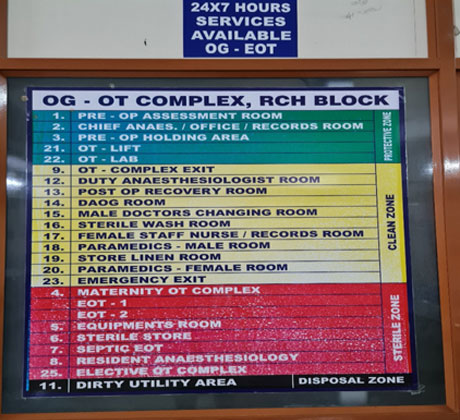 24X7 HOURS
SERVICES
AVAILABLE
OG - EOT
OG - OT COMPLEX, RCH BLOCK
1. PRE - OP ASSESSMENT ROOM
2. CHIEF ANAES. / OFFICE / RECORDS ROOM
3. PRE - OP HOLDING AREA
21. OT - LIFT
22. OT - LAB
PROTECTIVE ZONE
9. OT - COMPLEX EXIT
12. DUTY ANAESTHESIOLOGIST ROOM
13. POST OP RECOVERY ROOM
14. DAOG ROOM
15. MALE DOCTORS CHANGING ROOM
16. STERILE WASH ROOM
17. FEMALE STAFF NURSE / RECORDS ROOM
18. PARAMEDICS - MALE ROOM
19. STORE LINEN ROOM
20. PARAMEDICS - FEMALE ROOM
23. EMERGENCY EXIT
CLEAN ZONE
4. MATERNITY OT COMPLEX
EOT - 1
EOT - 2
5. EQUIPMENTS ROOM
6. STERILE STORE
7. SEPTIC EOT
8. RESIDENT ANAESTHESIOLOGY
25. ELECTIVE OT COMPLEX
STERILE ZONE
11. DIRTY UTILITY AREA DISPOSAL ZONE